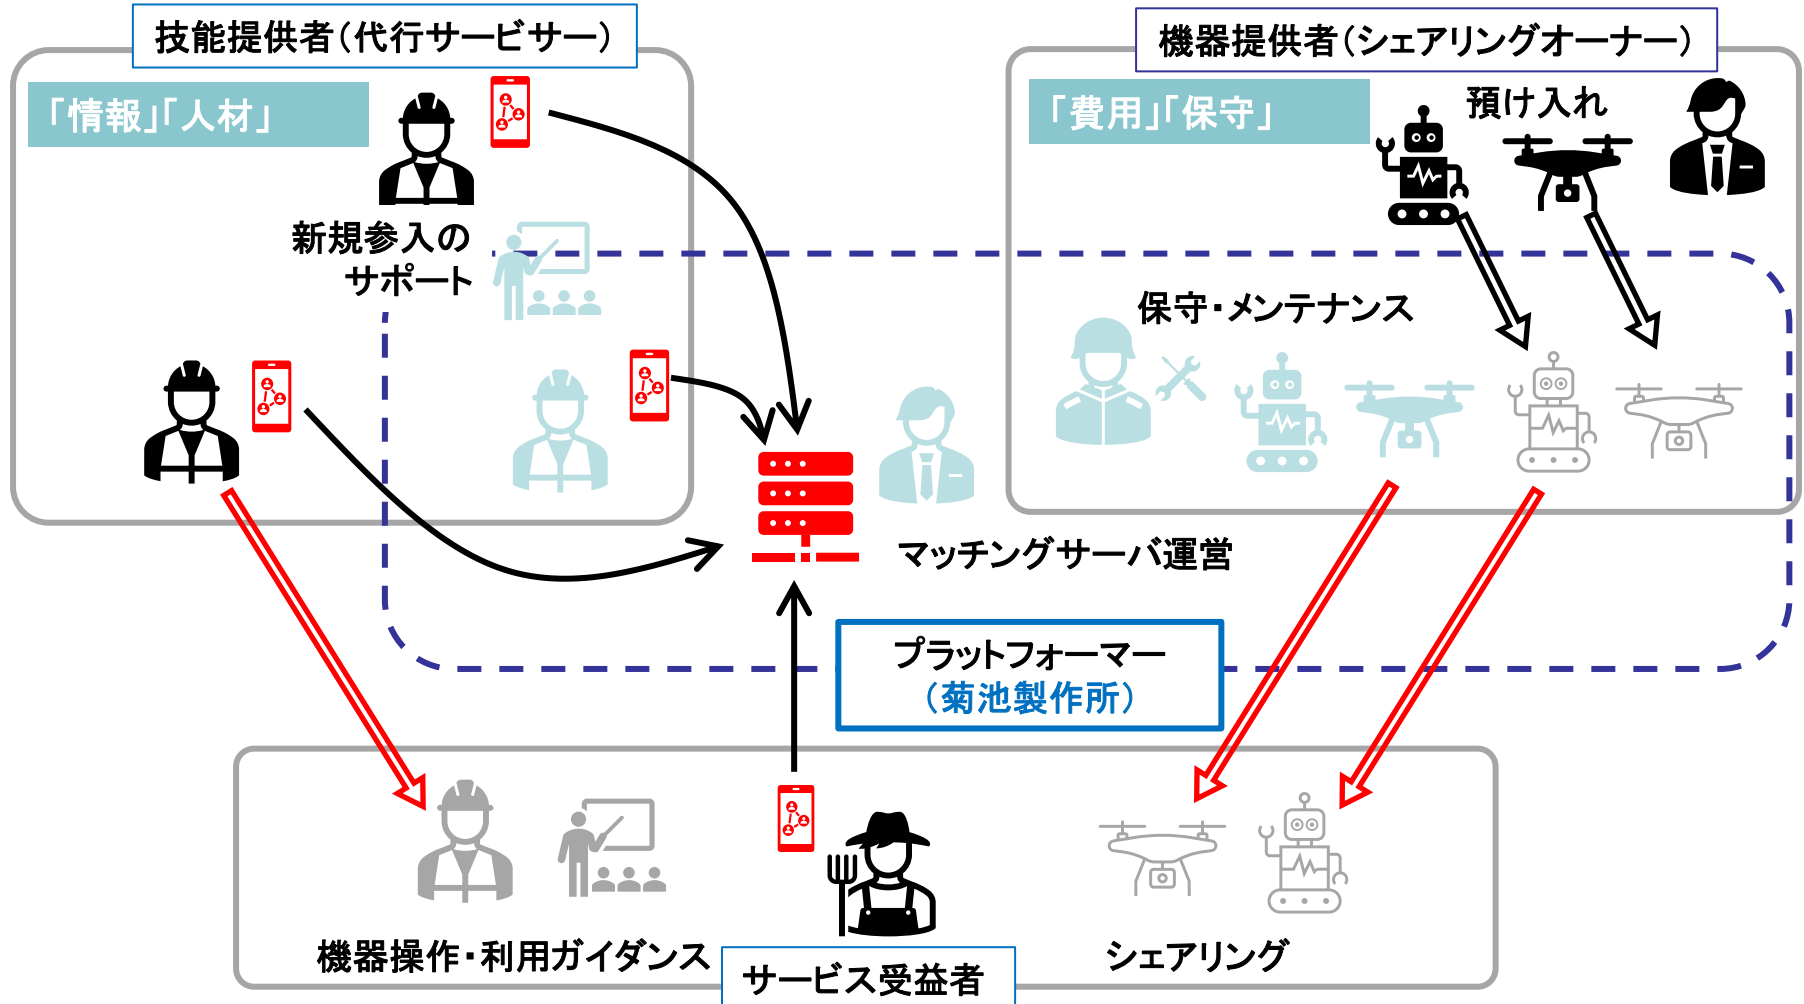 技能提供者（代行サービサー）
「情報」「人材」
新規参入の
サポート
機器提供者（シェアリングオーナー）
「費用」「保守」
預け入れ
保守・メンテナンス
マッチングサーバ運営
プラットフォーマー
（菊池製作所）
機器操作・利用ガイダンス
サービス受益者
シェアリング